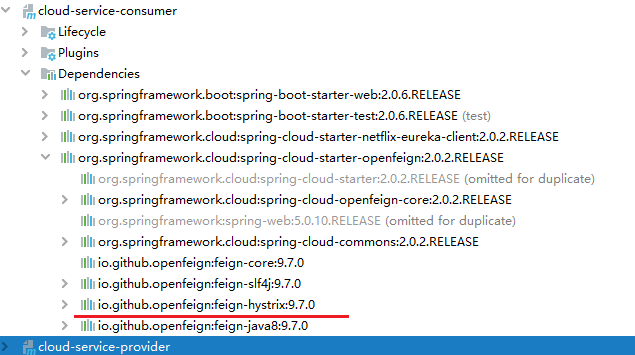 cloud-service-consumer
Lifecycle
Plugins
Dependencies
org.springframework.boot:spring-boot-starter-web:2.0.6.RELEASE
org.springframework.boot:spring-boot-starter-test:2.0.6.RELEASE (test)
org.springframework.cloud:spring-cloud-starter-netflix-eureka-client:2.0.2.RELEASE
org.springframework.cloud:spring-cloud-starter-openfeign:2.0.2.RELEASE
org.springframework.cloud:spring-cloud-starter:2.0.2.RELEASE (omitted for duplicate)
org.springframework.cloud:spring-cloud-openfeign-core:2.0.2.RELEASE
org.springframework:spring-web:5.0.10.RELEASE (omitted for duplicate)
org.springframework.cloud:spring-cloud-commons:2.0.2.RELEASE
io.github.openfeign:feign-core:9.7.0
io.github.openfeign:feign-slf4j:9.7.0
io.github.openfeign:feign-hystrix:9.7.0
io.github.openfeign:feign-java8:9.7.0
cloud-service-provider